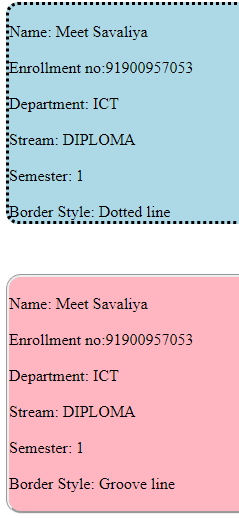 Name: Meet Savaliya
Enrollment no:91900957053
Department: ICT
Stream: DIPLOMA
Semester: 1
Border Style: Dotted line
Name: Meet Savaliya
Enrollment no:91900957053
Department: ICT
Stream: DIPLOMA
Semester: 1
Border Style: Groove line